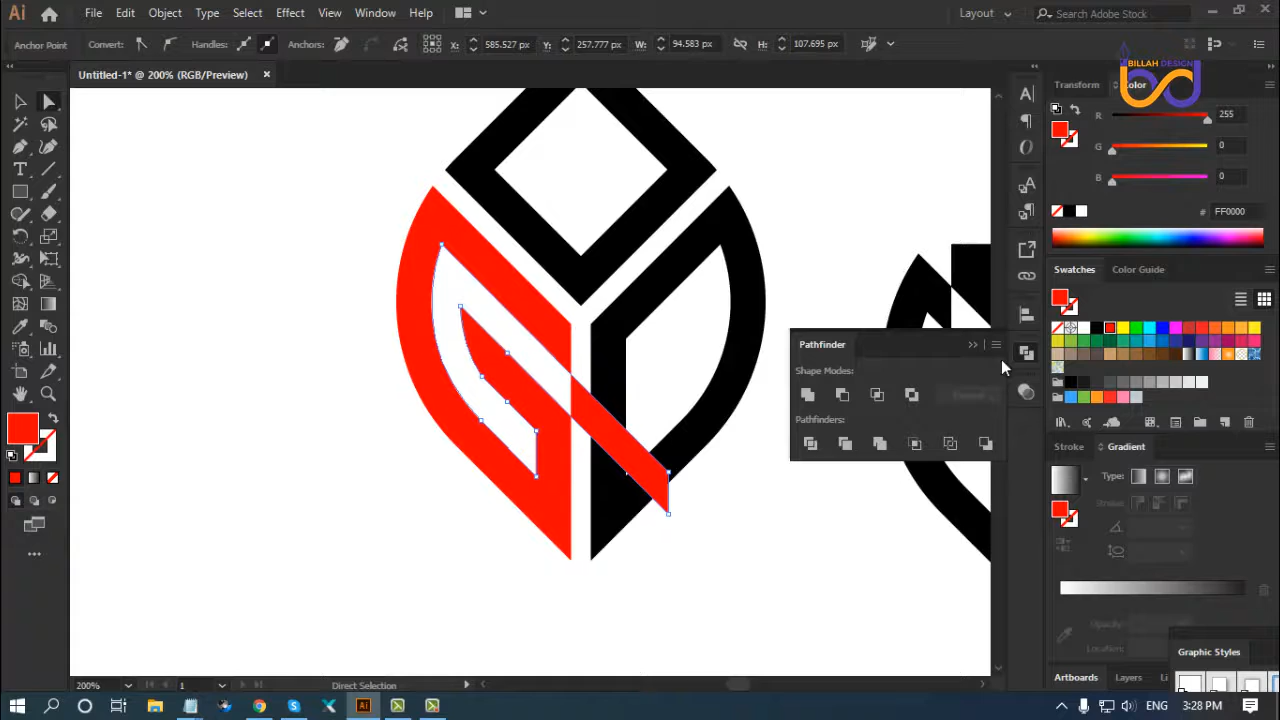 Ai File Edit Object Type Select Effect View Window Help Layout Search Adobe Stock
Anchor Point Convert: Handles: Anchors: X: 585.527 px Y: 257.777 px W: 94.583 px H: 107.695 px
BILLAH DESIGN
Untitled-1* @ 200% (RGB/Preview)
Transform Color
R 255
G 0
B 0
# FF0000
Swatches Color Guide
Pathfinder
Shape Modes:
Pathfinders:
Stroke Gradient
Type:
Stroke:
Opacity:
Location:
Graphic Styles
Artboards Layers Li
200% 1 Direct Selection
Ai ENG 3:28 PM